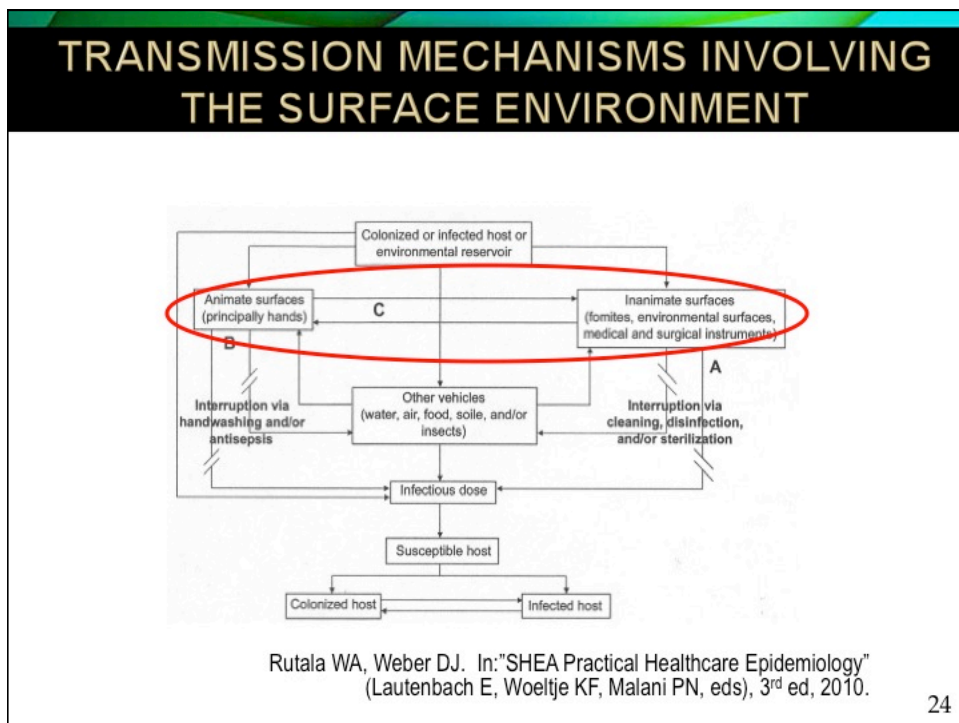 TRANSMISSION MECHANISMS INVOLVING
THE SURFACE ENVIRONMENT
Colonized or infected host or
environmental reservoir
Animate surfaces
(principally hands)
C
Inanimate surfaces
(fomites, environmental surfaces,
medical and surgical instruments)
B
A
Other vehicles
(water, air, food, soile, and/or
insects)
Interruption via
handwashing and/or
antisepsis
Interruption via
cleaning, disinfection,
and/or sterilization
Infectious dose
Susceptible host
Colonized host
Infected host
Rutala WA, Weber DJ. In:"SHEA Practical Healthcare Epidemiology"
(Lautenbach E, Woeltje KF, Malani PN, eds), 3rd ed, 2010.
24